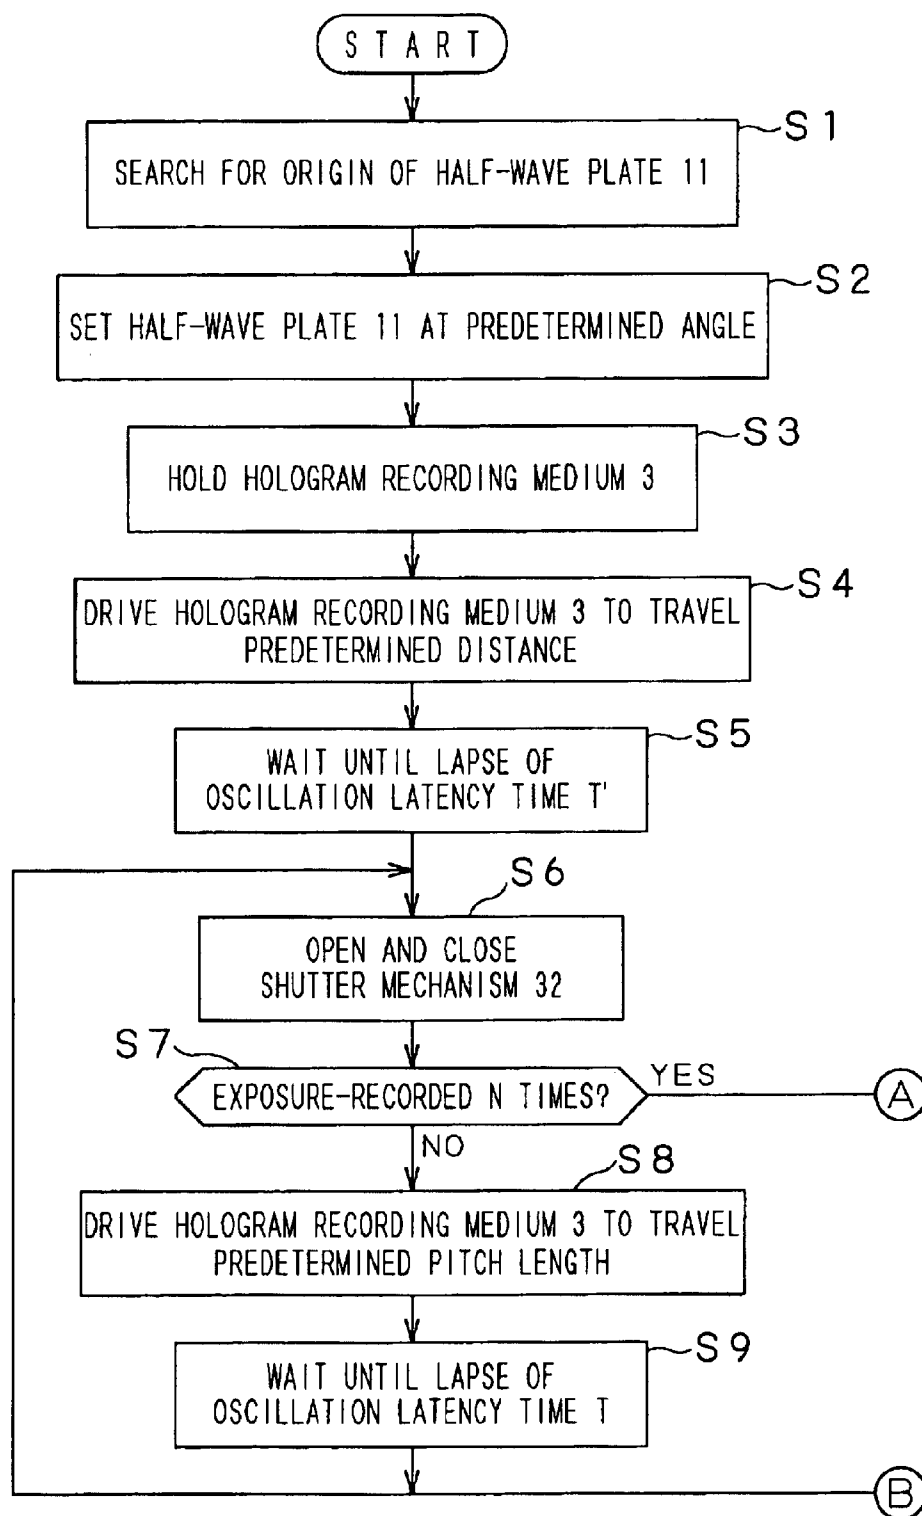 START
S1
SEARCH FOR ORIGIN OF HALF-WAVE PLATE 11
S2
SET HALF-WAVE PLATE 11 AT PREDETERMINED ANGLE
S3
HOLD HOLOGRAM RECORDING MEDIUM 3
S4
DRIVE HOLOGRAM RECORDING MEDIUM 3 TO TRAVEL
PREDETERMINED DISTANCE
S5
WAIT UNTIL LAPSE OF
OSCILLATION LATENCY TIME T'
S6
OPEN AND CLOSE
SHUTTER MECHANISM 32
S7
EXPOSURE-RECORDED N TIMES?
YES
A
NO
S8
DRIVE HOLOGRAM RECORDING MEDIUM 3 TO TRAVEL
PREDETERMINED PITCH LENGTH
S9
WAIT UNTIL LAPSE OF
OSCILLATION LATENCY TIME T
B